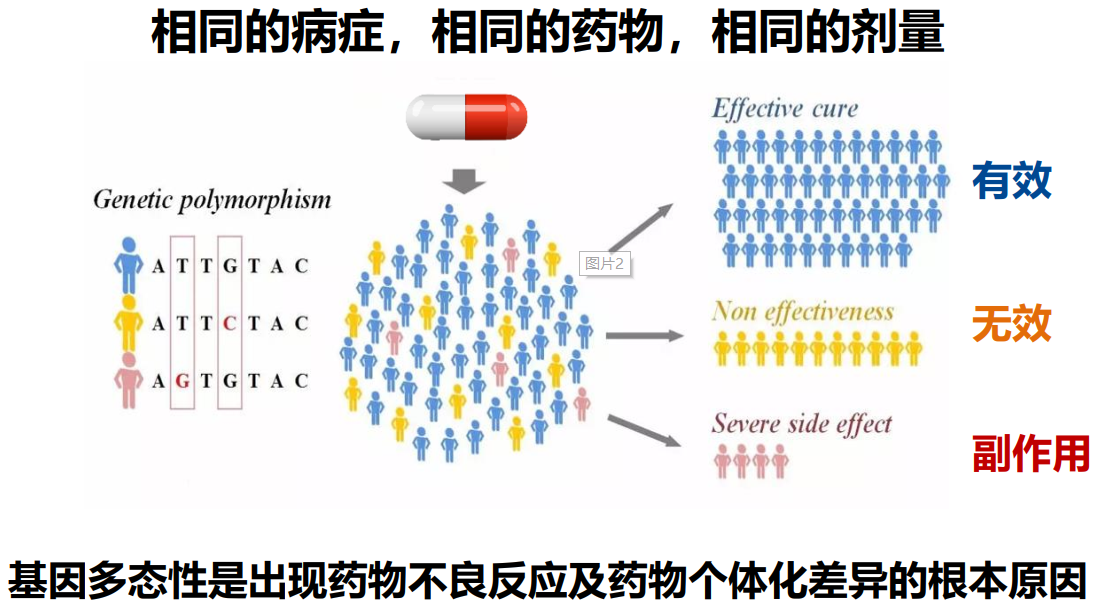 相同的病症，相同的药物，相同的剂量
Effective cure
有效
Genetic polymorphism
A T T G T A C
A T T C T A C
A G T G T A C
图片2
Non effectiveness
无效
Severe side effect
副作用
基因多态性是出现药物不良反应及药物个体化差异的根本原因